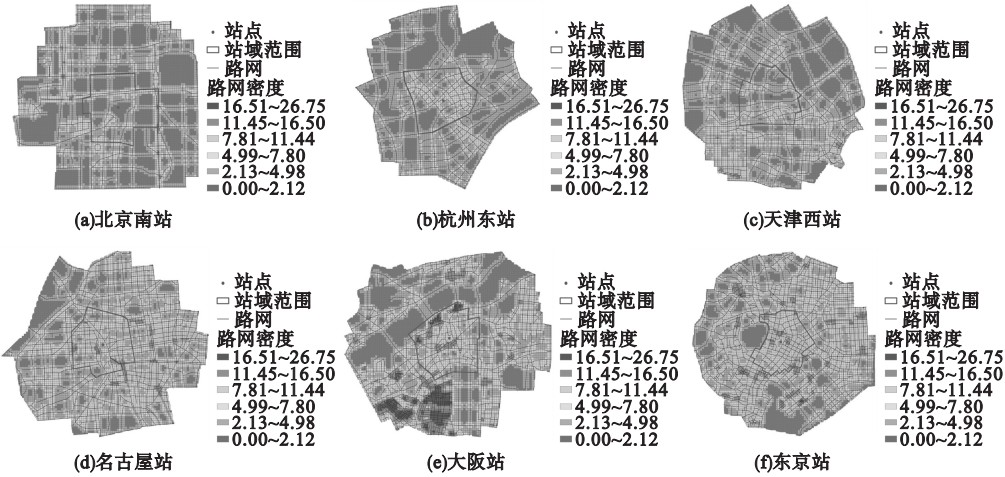 站点
站域范围
路网
路网密度
16.51~26.75
11.45~16.50
7.81~11.44
4.99~7.80
2.13~4.98
0.00~2.12
(a)北京南站
站点
站域范围
路网
路网密度
16.51~26.75
11.45~16.50
7.81~11.44
4.99~7.80
2.13~4.98
0.00~2.12
(b)杭州东站
站点
站域范围
路网
路网密度
16.51~26.75
11.45~16.50
7.81~11.44
4.99~7.80
2.13~4.98
0.00~2.12
(c)天津西站
站点
站域范围
路网
路网密度
16.51~26.75
11.45~16.50
7.81~11.44
4.99~7.80
2.13~4.98
0.00~2.12
(d)名古屋站
站点
站域范围
路网
路网密度
16.51~26.75
11.45~16.50
7.81~11.44
4.99~7.80
2.13~4.98
0.00~2.12
(e)大阪站
站点
站域范围
路网
路网密度
16.51~26.75
11.45~16.50
7.81~11.44
4.99~7.80
2.13~4.98
0.00~2.12
(f)东京站